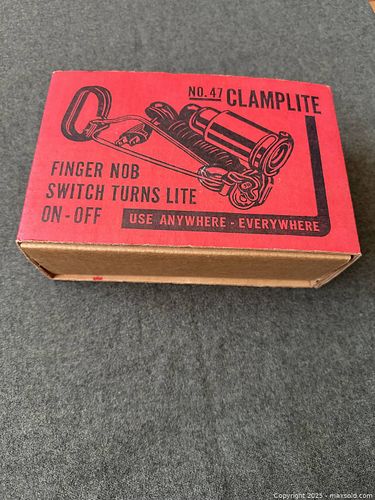 NO. 47 CLAMPLITE
FINGER NOB
SWITCH TURNS LITE
ON - OFF
USE ANYWHERE - EVERYWHERE
Copyright 2025 - maxsold.com